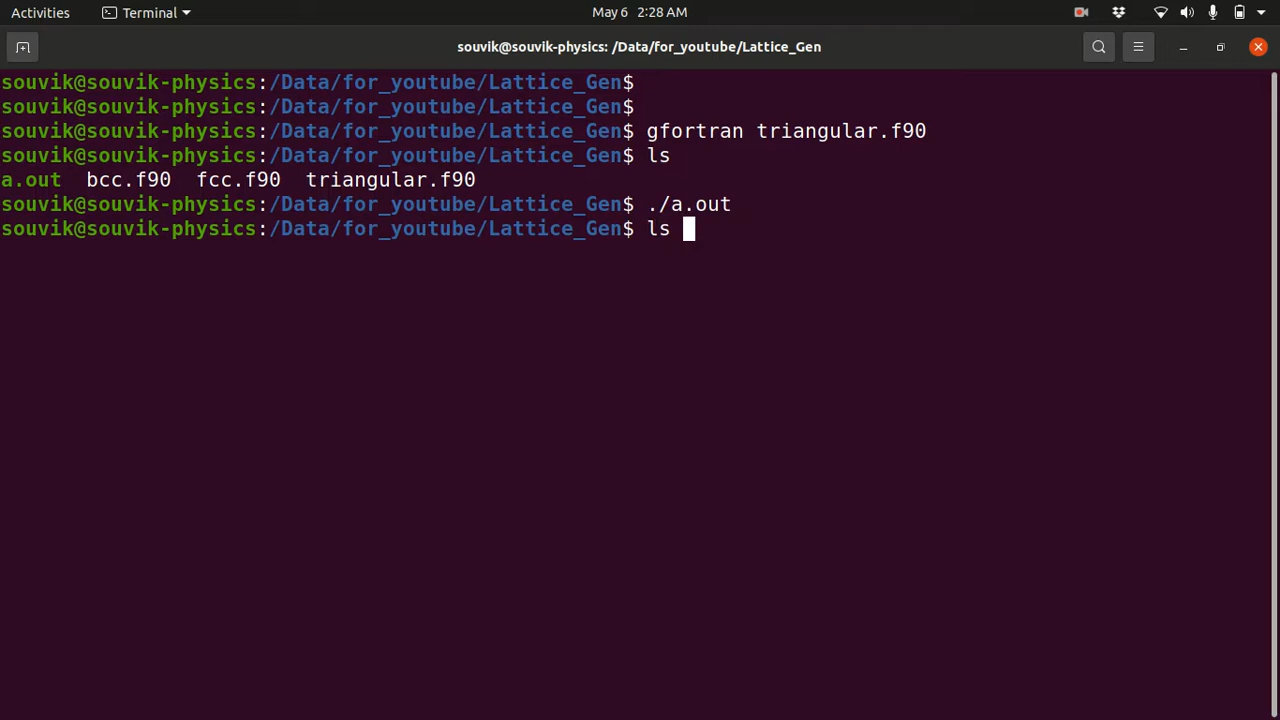 Activities Terminal May 6 2:28 AM
souvik@souvik-physics: /Data/for_youtube/Lattice_Gen
souvik@souvik-physics:/Data/for_youtube/Lattice_Gen$
souvik@souvik-physics:/Data/for_youtube/Lattice_Gen$
souvik@souvik-physics:/Data/for_youtube/Lattice_Gen$ gfortran triangular.f90
souvik@souvik-physics:/Data/for_youtube/Lattice_Gen$ ls
a.out bcc.f90 fcc.f90 triangular.f90
souvik@souvik-physics:/Data/for_youtube/Lattice_Gen$ ./a.out
souvik@souvik-physics:/Data/for_youtube/Lattice_Gen$ ls